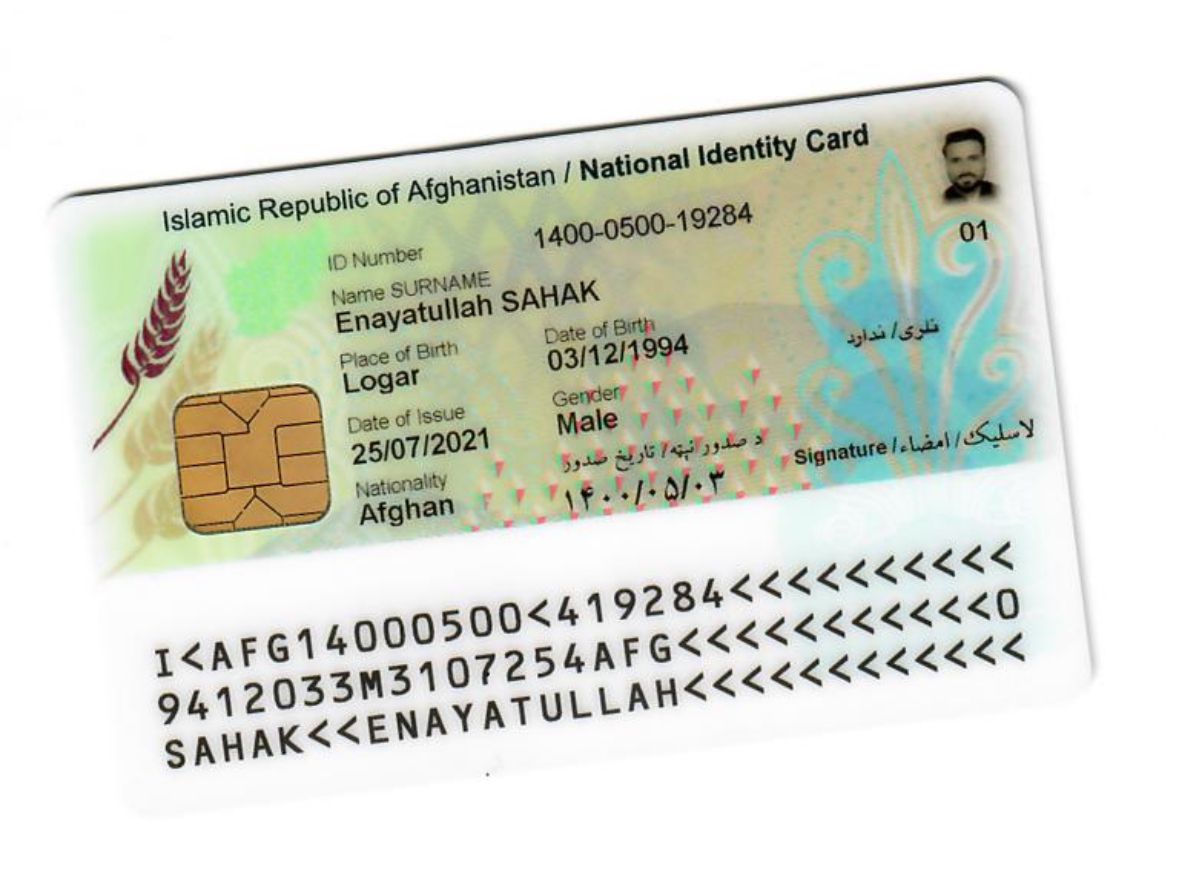 Islamic Republic of Afghanistan / National Identity Card
ID Number 1400-0500-19284
01
Name SURNAME
Enayatullah SAHAK
Place of Birth Date of Birth
Logar 03/12/1994
نلري/ ندارد
Date of Issue Gender
25/07/2021 Male
د صدور نېټه/ تاریخ صدور
لاسلیک/ امضاء/ Signature
Nationality
Afghan
۱۴۰۰/۰۵/۰۳
I<AFG14000500<419284<<<<<<<<<<
9412033M3107254AFG<<<<<<<<<<<0
SAHAK<<ENAYATULLAH<<<<<<<<<<<<